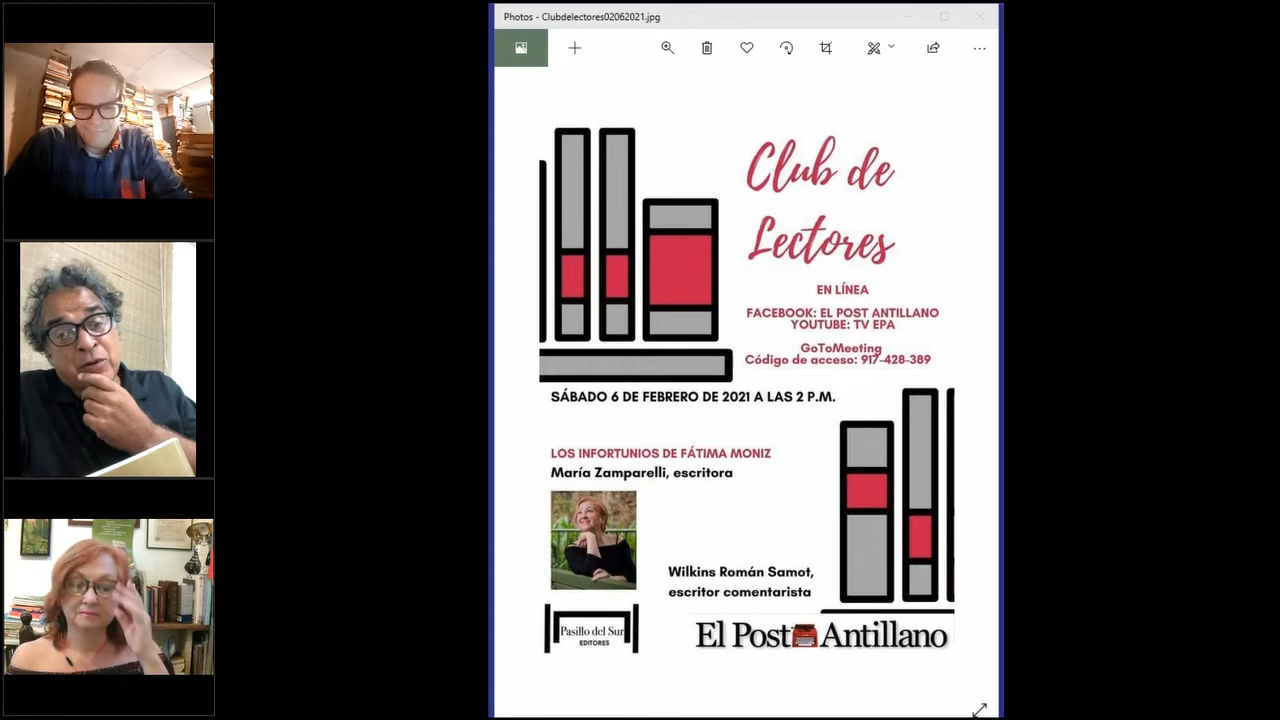 Photos - Clubdelectores02062021.jpg
Club de
Lectores
EN LÍNEA
FACEBOOK: EL POST ANTILLANO
YOUTUBE: TV EPA
GoToMeeting
Código de acceso: 917-428-389
SÁBADO 6 DE FEBRERO DE 2021 A LAS 2 P.M.
LOS INFORTUNIOS DE FÁTIMA MONIZ
María Zamparelli, escritora
Wilkins Román Samot,
escritor comentarista
Pasillo del Sur
EDITORES
El Post Antillano